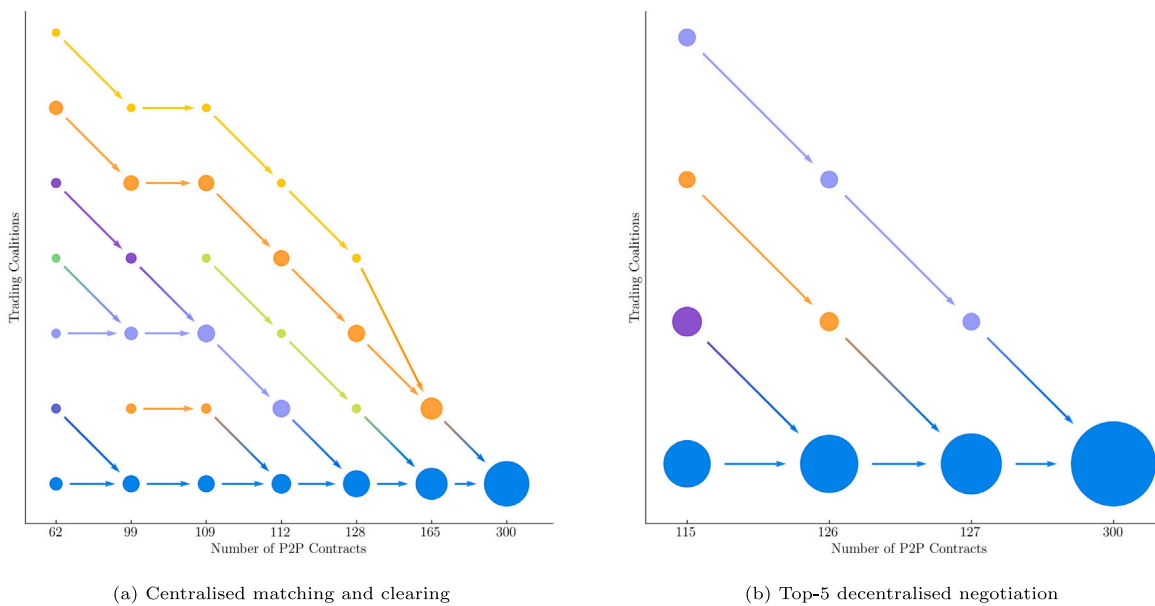 Trading Coalitions
62 99 109 112 128 165 300
Number of P2P Contracts
(a) Centralised matching and clearing
Trading Coalitions
115 126 127 300
Number of P2P Contracts
(b) Top-5 decentralised negotiation